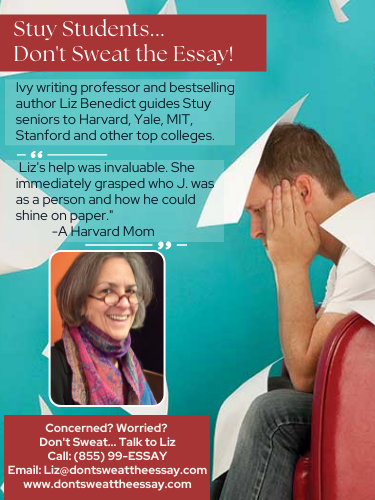 Stuy Students...
Don't Sweat the Essay!
Ivy writing professor and bestselling
author Liz Benedict guides Stuy
seniors to Harvard, Yale, MIT,
Stanford and other top colleges.
“
Liz's help was invaluable. She
immediately grasped who J. was
as a person and how he could
shine on paper."
-A Harvard Mom
”
Concerned? Worried?
Don't Sweat... Talk to Liz
Call: (855) 99-ESSAY
Email: Liz@dontsweattheessay.com
www.dontsweattheessay.com